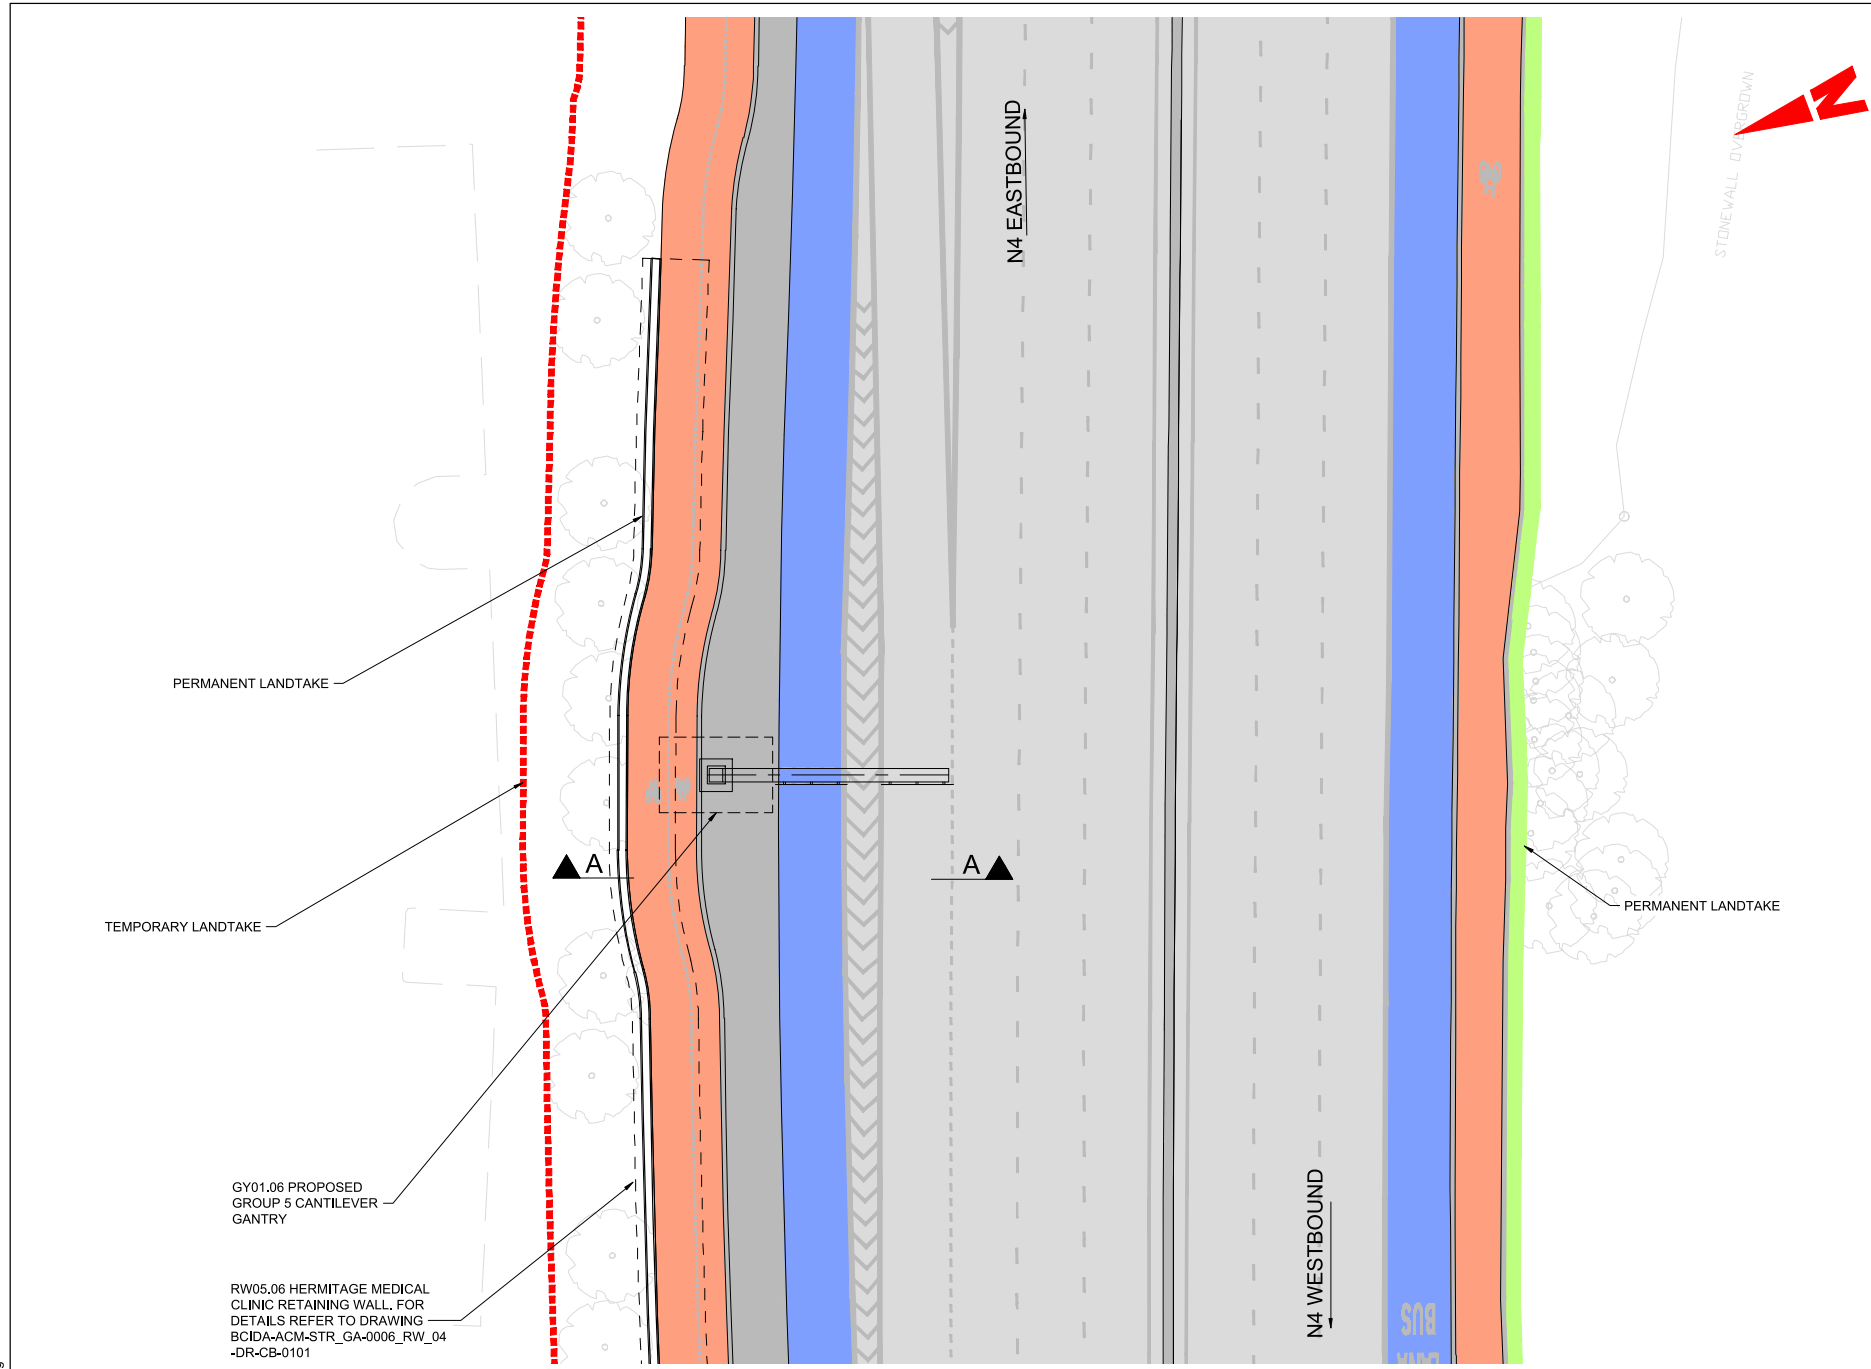 N
STONEWALL OVERGROWN
N4 EASTBOUND
PERMANENT LANDTAKE
A
A
TEMPORARY LANDTAKE
PERMANENT LANDTAKE
GY01.06 PROPOSED
GROUP 5 CANTILEVER
GANTRY
RW05.06 HERMITAGE MEDICAL
CLINIC RETAINING WALL. FOR
DETAILS REFER TO DRAWING
BCIDA-ACM-STR_GA-0006_RW_04
-DR-CB-0101
N4 WESTBOUND
BUS